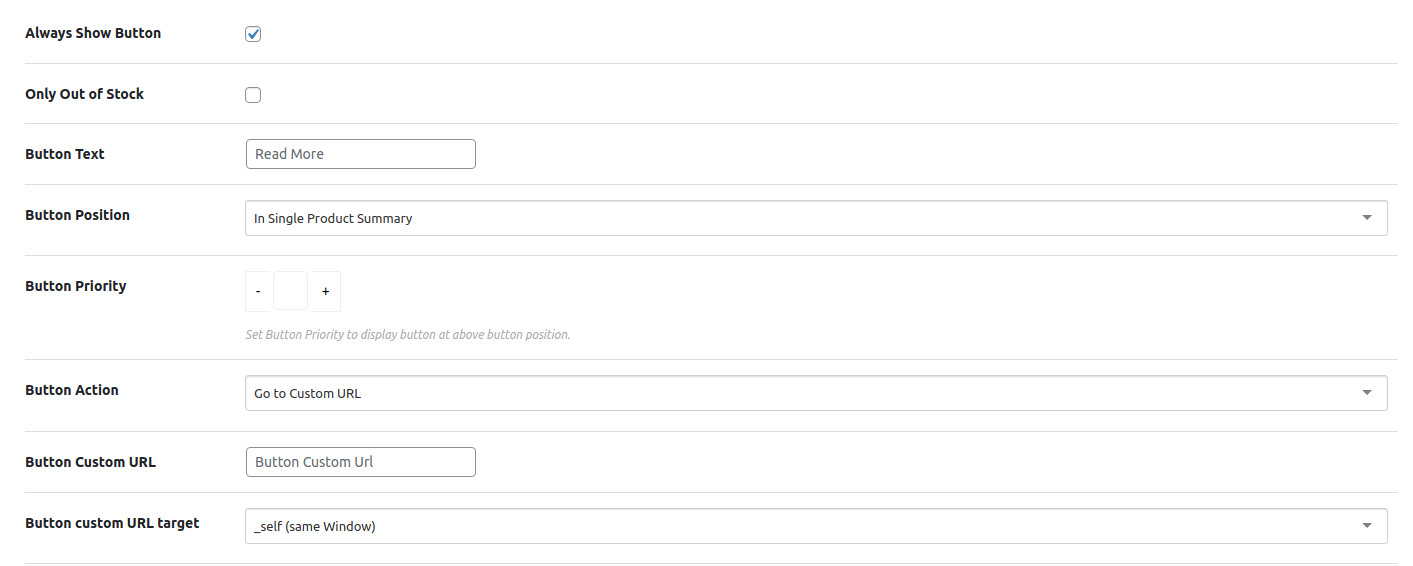 Always Show Button
Only Out of Stock
Button Text
Read More
Button Position
In Single Product Summary
Button Priority
- +
Set Button Priority to display button at above button position.
Button Action
Go to Custom URL
Button Custom URL
Button Custom Url
Button custom URL target
_self (same Window)